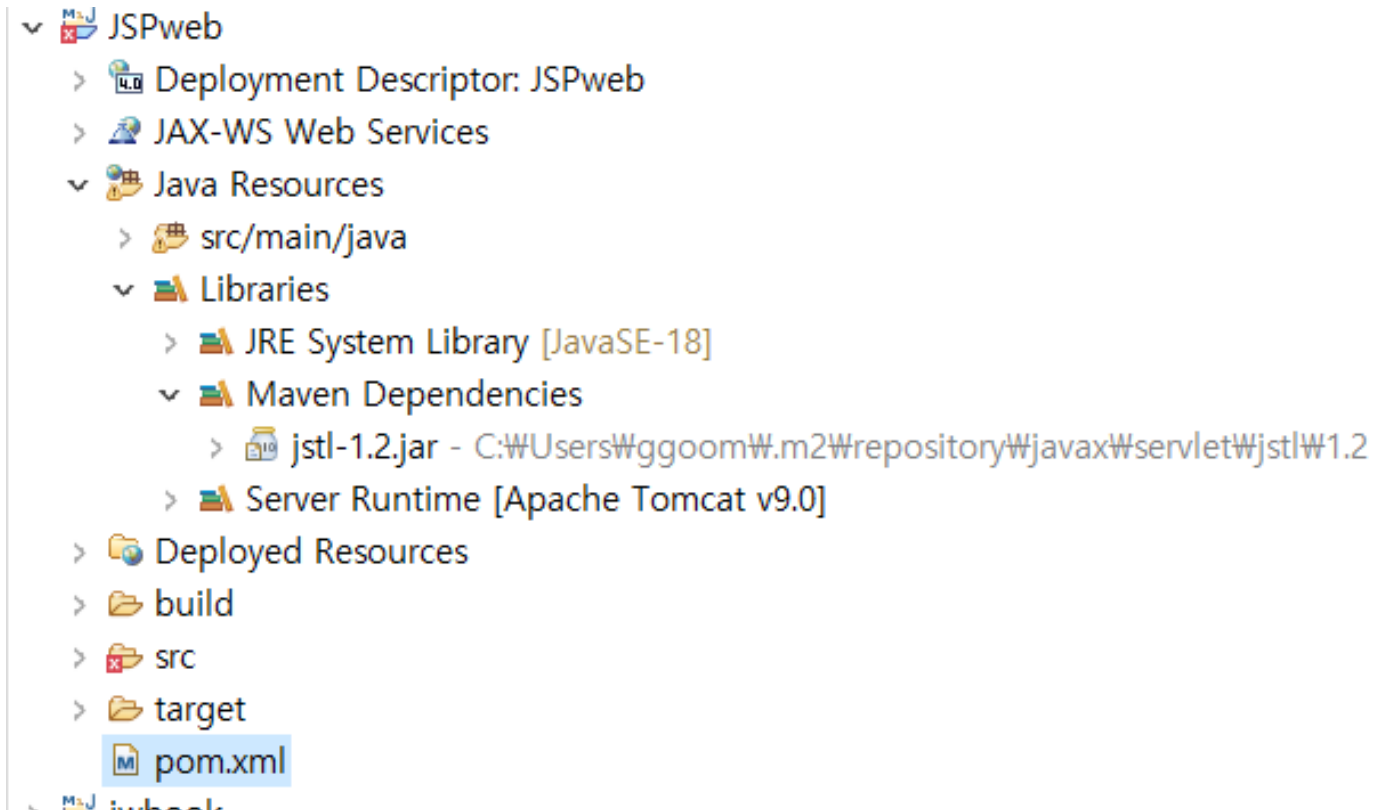 JSPweb
Deployment Descriptor: JSPweb
JAX-WS Web Services
Java Resources
src/main/java
Libraries
JRE System Library [JavaSE-18]
Maven Dependencies
jstl-1.2.jar - C:₩Users₩ggoom₩.m2₩repository₩javax₩servlet₩jstl₩1.2
Server Runtime [Apache Tomcat v9.0]
Deployed Resources
build
src
target
pom.xml